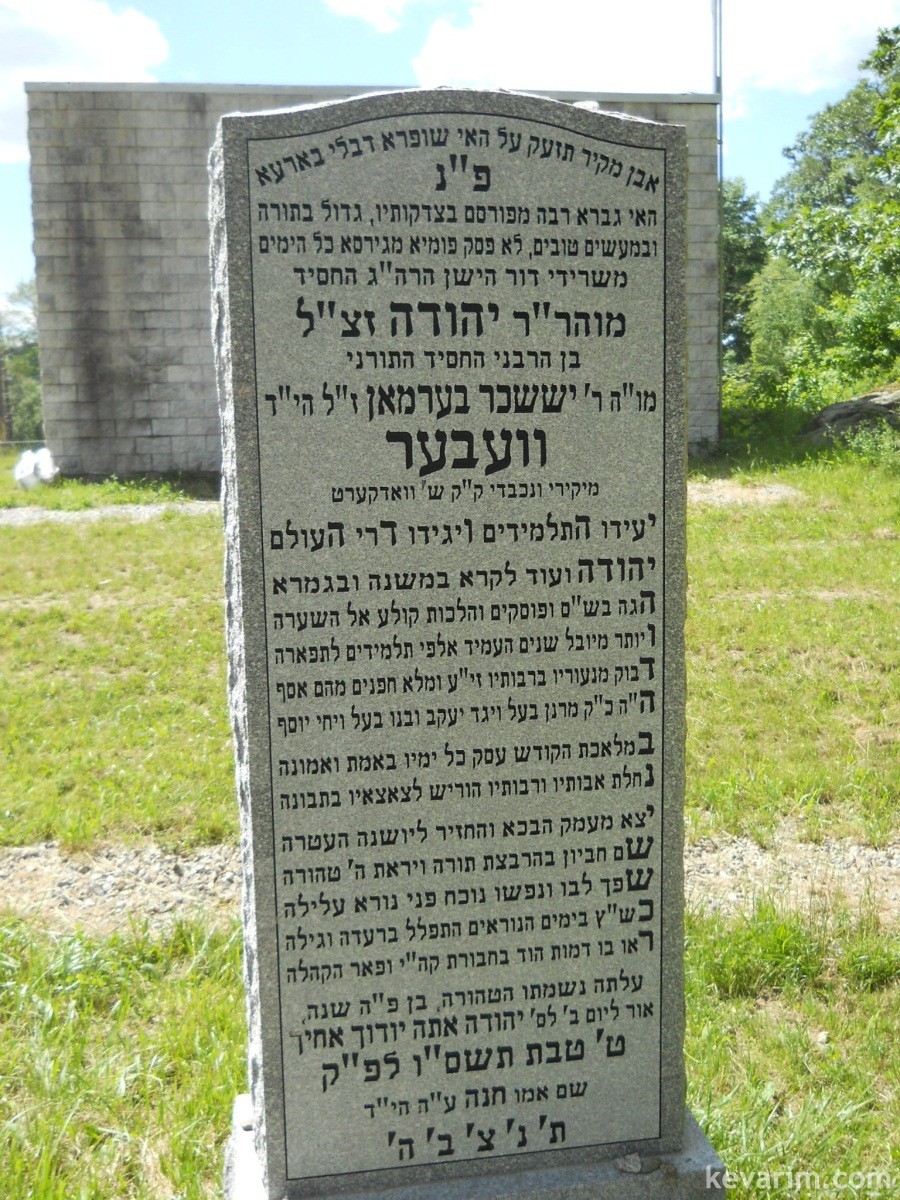 אבן מקיר תזעק על האי שופרא דבלי בארעא
פ"נ
האי גברא רבה מפורסם בצדקותיו, גדול בתורה
ובמעשים טובים, לא פסק פומיא מגירסא כל הימים
משרידי דור הישן הרה"ג החסיד
מוהר"ר יהודה זצ"ל
בן הרבני החסיד התורני
מו"ה ר' יששכר בערמאן ז"ל הי"ד
וועבער
מיקירי ונכבדי ק"ק ש' וואדקערט
יעידו התלמידים ויגידו דרי העולם
יהודה ועוד לקרא במשנה ובגמרא
הגה בש"ס ופוסקים והלכות קולע אל השערה
ויותר מיובל שנים העמיד אלפי תלמידים לתפארה
דבוק מנעוריו ברבותיו זי"ע ומלא חפנים מהם אסף
ה"ה כ"ק מרנן בעל ויגד יעקב ובנו בעל ויחי יוסף
במלאכת הקודש עסק כל ימיו באמת ואמונה
נחלת אבותיו ורבותיו הוריש לצאצאיו בתבונה
יצא מעמק הבכא והחזיר ליושנה העטרה
שם חביון בהרבצת תורה ויראת ה' טהורה
שפך לבו ונפשו נוכח פני נורא עלילה
כש"ץ בימים הנוראים התפלל ברעדה וגילה
ראו בו דמות הוד בחבורת קה"י ופאר הקהלה
עלתה נשמתו הטהורה, בן פ"ה שנה,
אור ליום ב' לס' יהודה אתה יודוך אחיך
ט' טבת תשס"ו לפ"ק
שם אמו חנה ע"ה הי"ד
ת' נ' צ' ב' ה'
kevarim.com